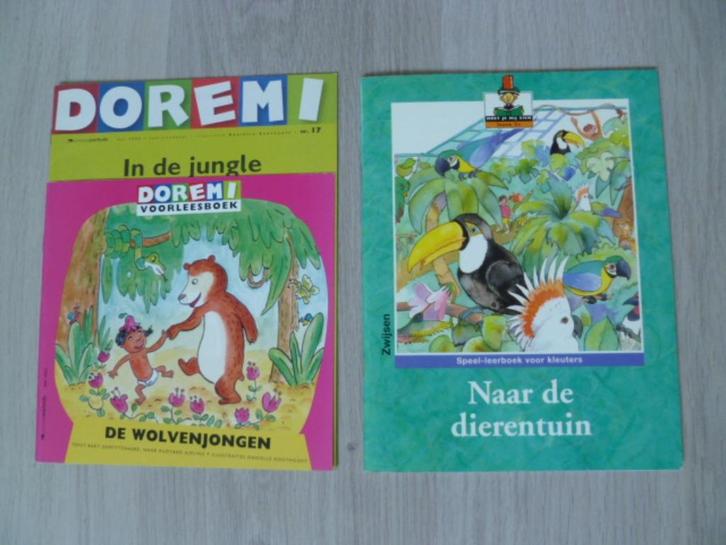 DOREMI
nr. 17
In de jungle
DOREMI
VOORLEESBOEK
DE WOLVENJONGEN
Zwijsen
Speel-leerboek voor kleuters
Naar de
dierentuin